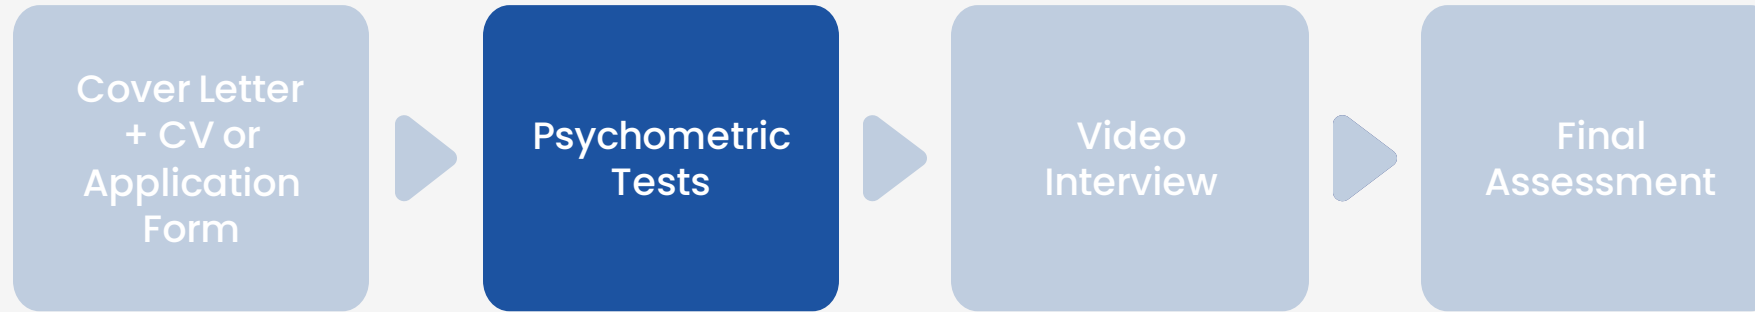 Cover Letter
+ CV or
Application
Form
Psychometric
Tests
Video
Interview
Final
Assessment